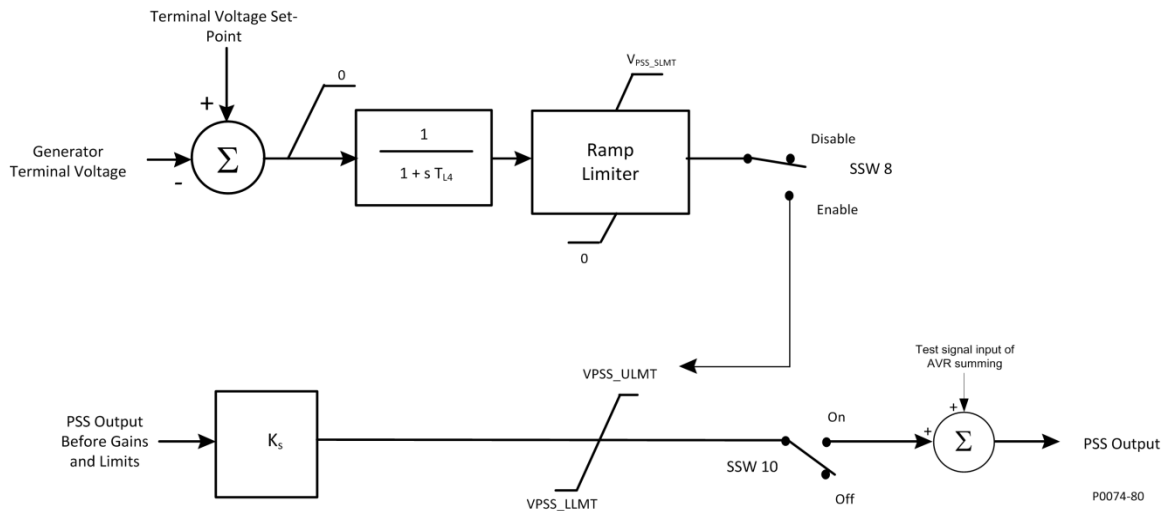 Terminal Voltage Set-
Point
0
V_PSS_SLMT
+
Generator
Terminal Voltage
-
Σ
1
1 + s T_L4
Ramp
Limiter
0
Disable
SSW 8
Enable
Test signal input of
AVR summing
VPSS_ULMT
PSS Output
Before Gains
and Limits
K_s
VPSS_LLMT
SSW 10
On
Off
+
+
Σ
PSS Output
P0074-80